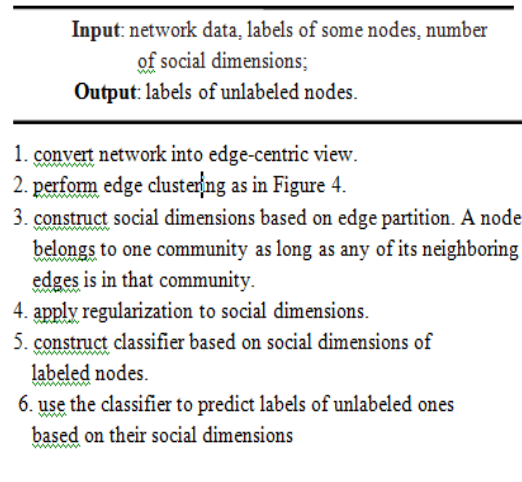 Input: network data, labels of some nodes, number
of social dimensions;
Output: labels of unlabeled nodes.
1. convert network into edge-centric view.
2. perform edge clustering as in Figure 4.
3. construct social dimensions based on edge partition. A node
belongs to one community as long as any of its neighboring
edges is in that community.
4. apply regularization to social dimensions.
5. construct classifier based on social dimensions of
labeled nodes.
6. use the classifier to predict labels of unlabeled ones
based on their social dimensions